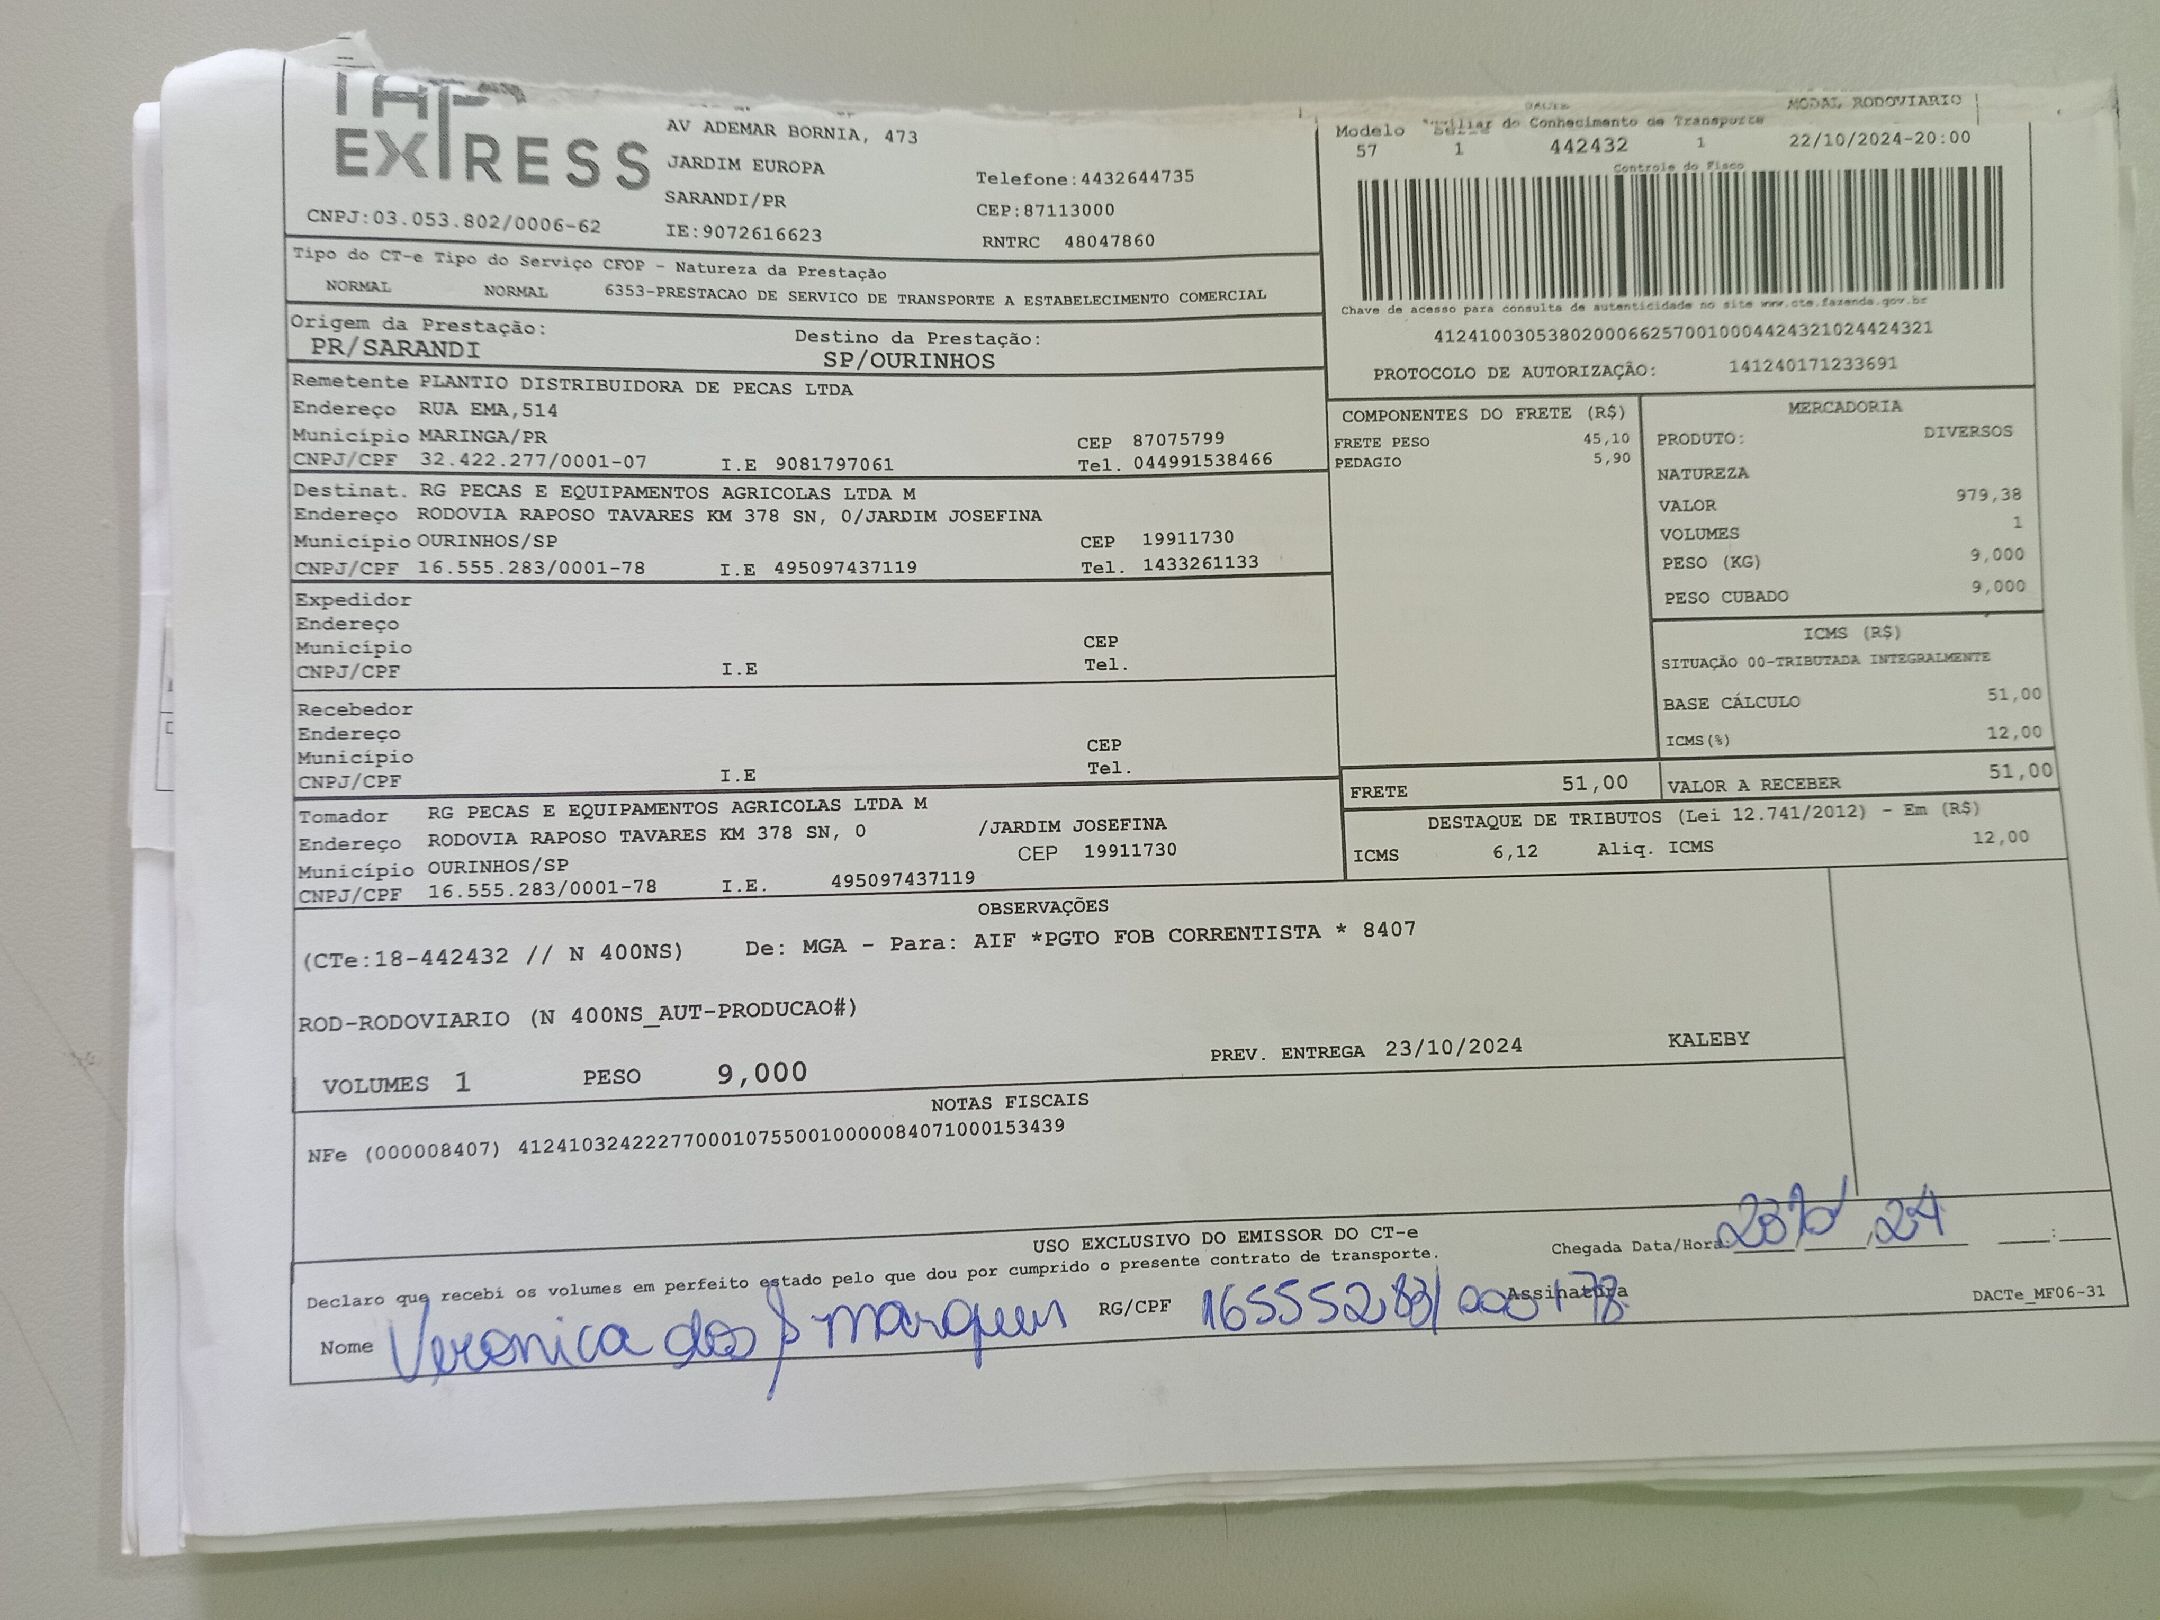 EXPRESS
CNPJ:03.053.802/0006-62
AV ADEMAR BORNIA, 473
JARDIM EUROPA
SARANDI/PR
IE:9072616623
Telefone:4432644735
CEP:87113000
RNTRC 48047860
MODAL RODOVIARIO
Auxiliar do Conhecimento de Transporte
Modelo Série
57 1 442432 1 22/10/2024-20:00
Controle do Fisco
Chave de acesso para consulta de autenticidade no site www.cte.fazenda.gov.br
41241003053802000662570010004424321024424321
PROTOCOLO DE AUTORIZAÇÃO: 141240171233691
Tipo do CT-e Tipo do Serviço CFOP - Natureza da Prestação
NORMAL NORMAL 6353-PRESTACAO DE SERVICO DE TRANSPORTE A ESTABELECIMENTO COMERCIAL
Origem da Prestação: Destino da Prestação:
PR/SARANDI SP/OURINHOS
Remetente PLANTIO DISTRIBUIDORA DE PECAS LTDA
Endereço RUA EMA,514
Município MARINGA/PR CEP 87075799
CNPJ/CPF 32.422.277/0001-07 I.E 9081797061 Tel. 044991538466
Destinat. RG PECAS E EQUIPAMENTOS AGRICOLAS LTDA M
Endereço RODOVIA RAPOSO TAVARES KM 378 SN, 0/JARDIM JOSEFINA
Município OURINHOS/SP CEP 19911730
CNPJ/CPF 16.555.283/0001-78 I.E 495097437119 Tel. 1433261133
Expedidor
Endereço
Município CEP
CNPJ/CPF I.E Tel.
Recebedor
Endereço
Município CEP
CNPJ/CPF I.E Tel.
Tomador RG PECAS E EQUIPAMENTOS AGRICOLAS LTDA M
Endereço RODOVIA RAPOSO TAVARES KM 378 SN, 0 /JARDIM JOSEFINA
Município OURINHOS/SP CEP 19911730
CNPJ/CPF 16.555.283/0001-78 I.E. 495097437119
COMPONENTES DO FRETE (R$)
FRETE PESO 45,10
PEDAGIO 5,90
MERCADORIA
PRODUTO: DIVERSOS
NATUREZA
VALOR 979,38
VOLUMES 1
PESO (KG) 9,000
PESO CUBADO 9,000
ICMS (R$)
SITUAÇÃO 00-TRIBUTADA INTEGRALMENTE
BASE CÁLCULO 51,00
ICMS(%) 12,00
FRETE 51,00 VALOR A RECEBER 51,00
DESTAQUE DE TRIBUTOS (Lei 12.741/2012) - Em (R$)
ICMS 6,12 Aliq. ICMS 12,00
OBSERVAÇÕES
(CTe:18-442432 // N 400NS) De: MGA - Para: AIF *PGTO FOB CORRENTISTA * 8407
ROD-RODOVIARIO (N 400NS_AUT-PRODUCAO#)
VOLUMES 1 PESO 9,000 PREV. ENTREGA 23/10/2024 KALEBY
NOTAS FISCAIS
NFe (000008407) 41241032422277000107550010000084071000153439
USO EXCLUSIVO DO EMISSOR DO CT-e
Declaro que recebi os volumes em perfeito estado pelo que dou por cumprido o presente contrato de transporte.
Chegada Data/Hora: 24
Nome Veronica dos S marques RG/CPF 16555283/000178 Assinatura
DACTe_MF06-31